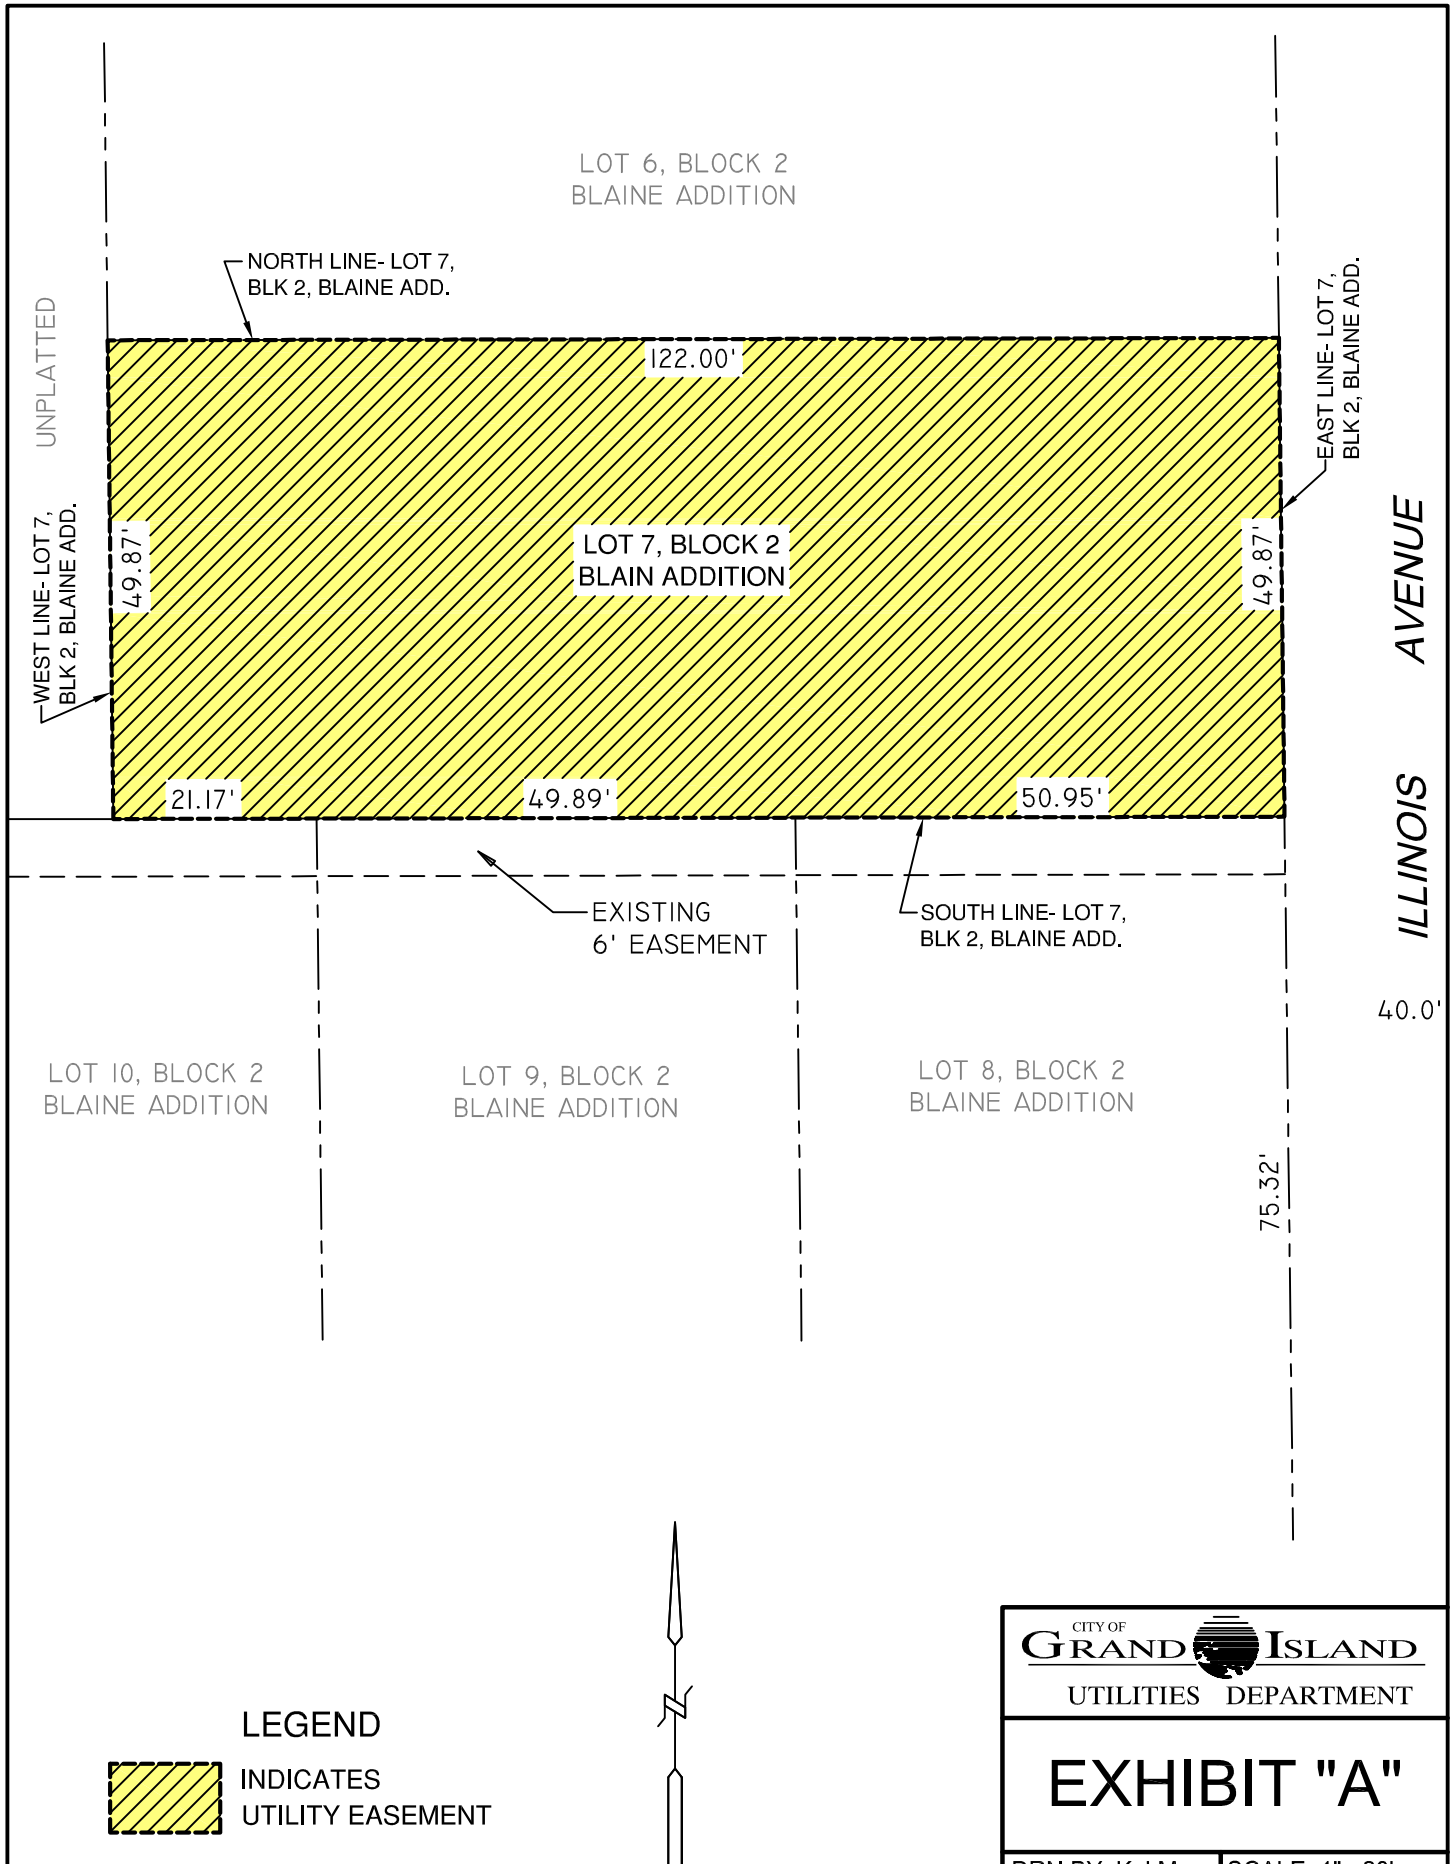 LOT 6, BLOCK 2
BLAINE ADDITION
NORTH LINE- LOT 7,
BLK 2, BLAINE ADD.
UNPLATTED
EAST LINE- LOT 7,
BLK 2, BLAINE ADD.
122.00'
WEST LINE- LOT 7,
BLK 2, BLAINE ADD.
49.87'
LOT 7, BLOCK 2
BLAIN ADDITION
49.87'
ILLINOIS AVENUE
21.17'
49.89'
50.95'
EXISTING
6' EASEMENT
SOUTH LINE- LOT 7,
BLK 2, BLAINE ADD.
40.0'
LOT 10, BLOCK 2
BLAINE ADDITION
LOT 9, BLOCK 2
BLAINE ADDITION
LOT 8, BLOCK 2
BLAINE ADDITION
75.32'
CITY OF
GRAND ISLAND
UTILITIES DEPARTMENT
LEGEND
INDICATES
UTILITY EASEMENT
EXHIBIT "A"